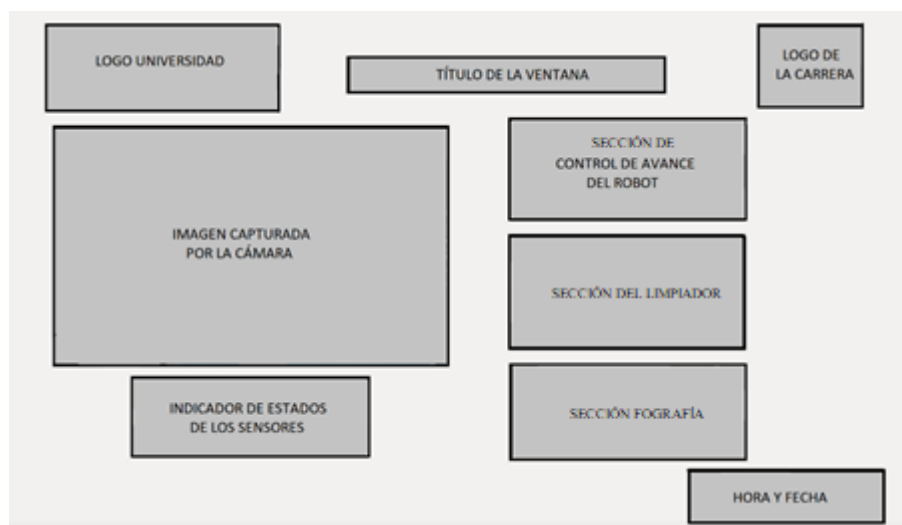 LOGO UNIVERSIDAD
TÍTULO DE LA VENTANA
LOGO DE
LA CARRERA
IMAGEN CAPTURADA
POR LA CÁMARA
SECCIÓN DE
CONTROL DE AVANCE
DEL ROBOT
SECCIÓN DEL LIMPIADOR
INDICADOR DE ESTADOS
DE LOS SENSORES
SECCIÓN FOGRAFÍA
HORA Y FECHA